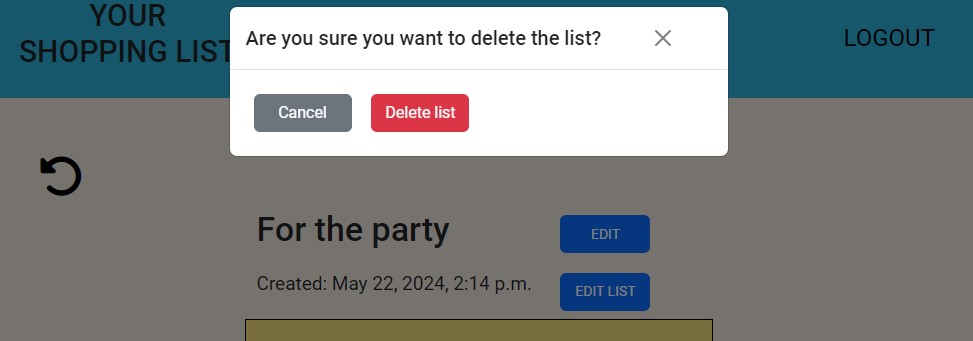 YOUR
SHOPPING LIST
LOGOUT
Are you sure you want to delete the list?
Cancel
Delete list
For the party
EDIT
Created: May 22, 2024, 2:14 p.m.
EDIT LIST